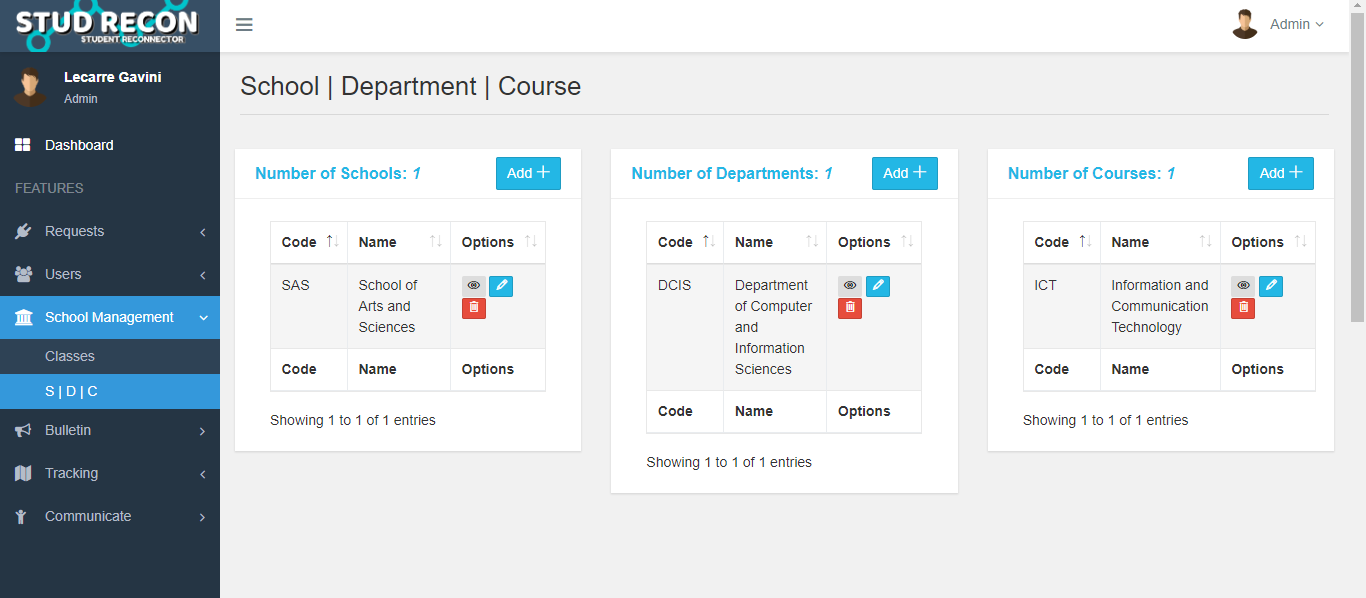 STUD RECON
STUDENT RECONNECTOR
Lecarre Gavini
Admin
Dashboard
FEATURES
Requests
Users
School Management
Classes
S | D | C
Bulletin
Tracking
Communicate
Admin
School | Department | Course
Number of Schools: 1
Add
Code Name Options
SAS School of Arts and Sciences
Code Name Options
Showing 1 to 1 of 1 entries
Number of Departments: 1
Add
Code Name Options
DCIS Department of Computer and Information Sciences
Code Name Options
Showing 1 to 1 of 1 entries
Number of Courses: 1
Add
Code Name Options
ICT Information and Communication Technology
Code Name Options
Showing 1 to 1 of 1 entries